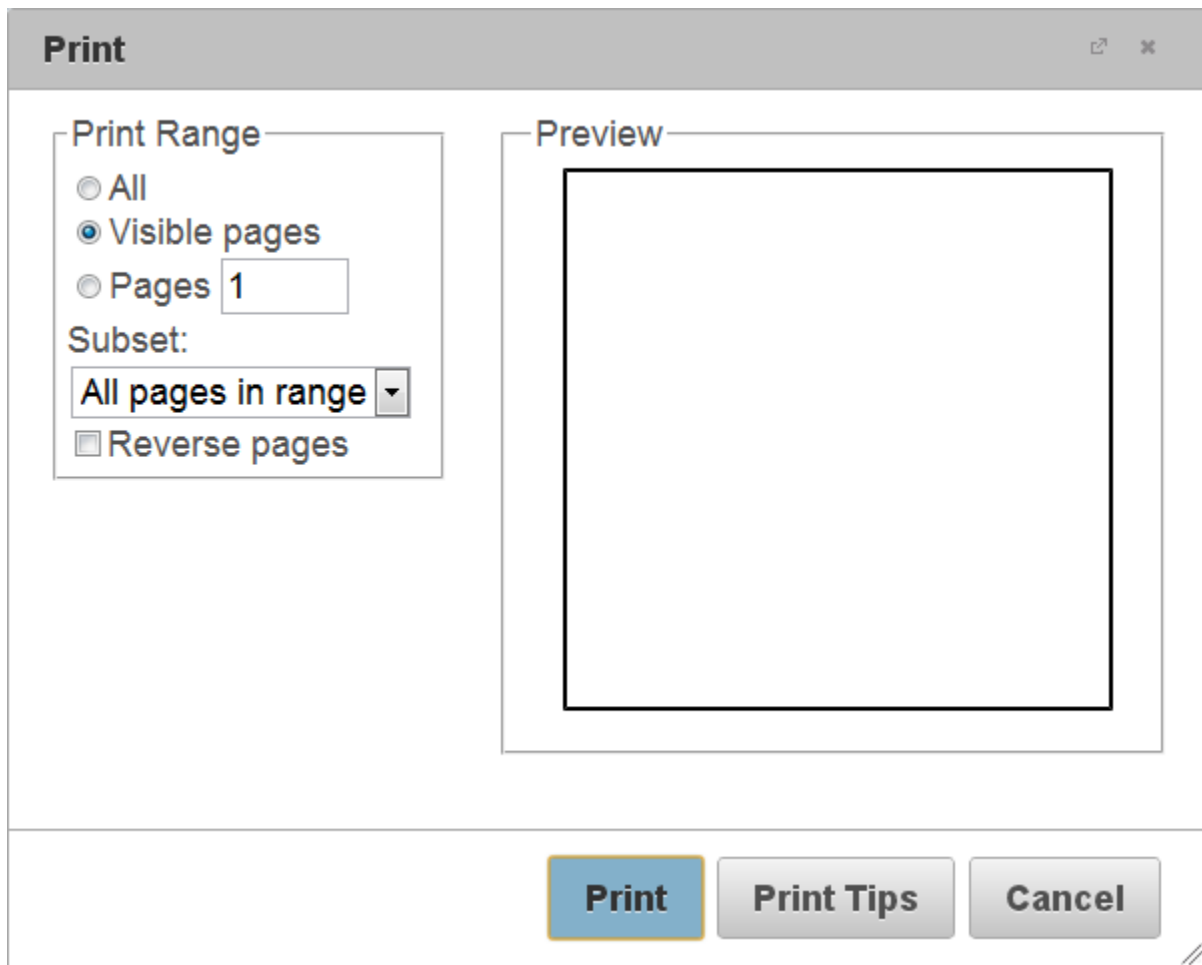 Print
Print Range
All
Visible pages
Pages 1
Subset:
All pages in range
Reverse pages
Preview
Print Print Tips Cancel